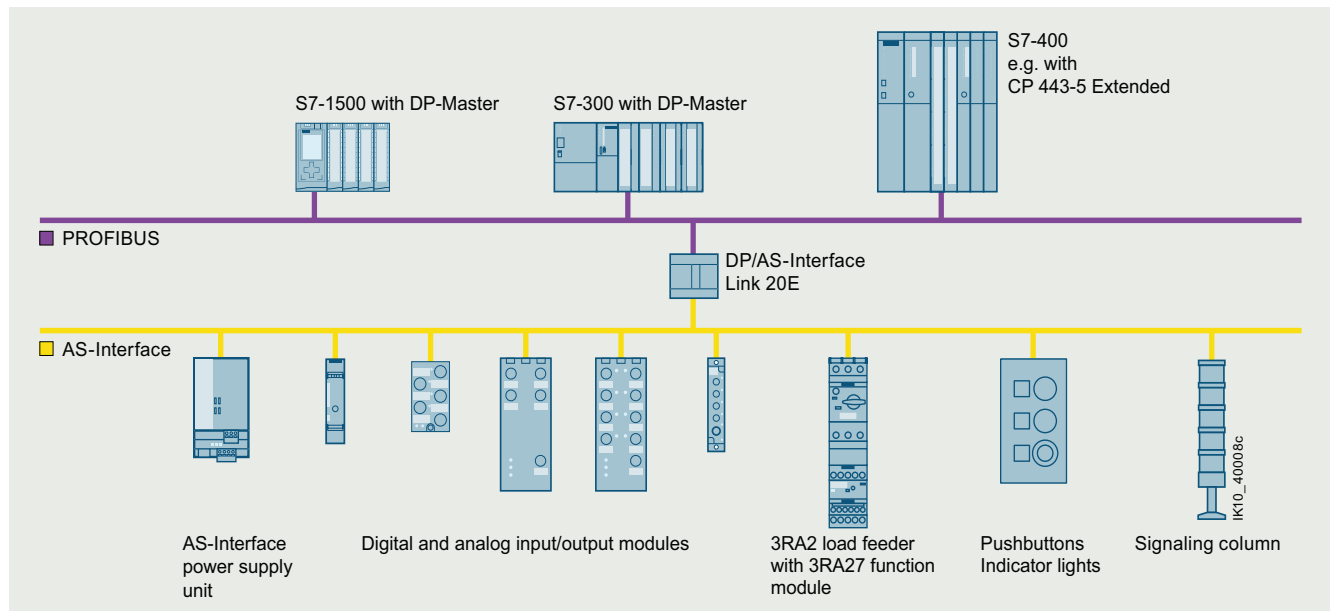 S7-400
e.g. with
CP 443-5 Extended
S7-1500 with DP-Master
S7-300 with DP-Master
PROFIBUS
DP/AS-Interface
Link 20E
AS-Interface
IK10_40008c
AS-Interface
power supply
unit
Digital and analog input/output modules
3RA2 load feeder
with 3RA27 function
module
Pushbuttons
Indicator lights
Signaling column